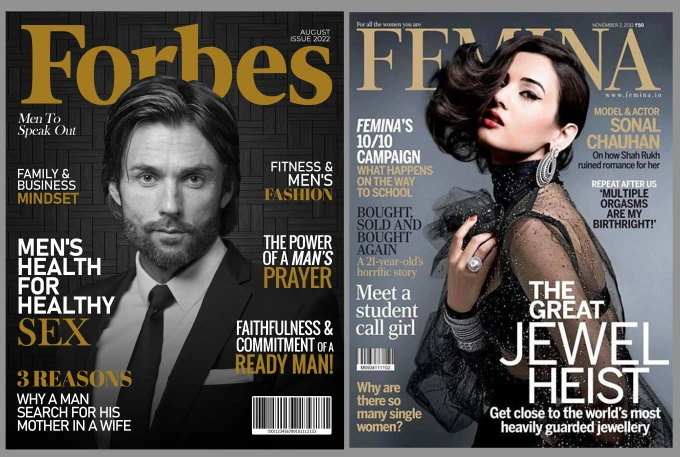 Forbes
AUGUST
ISSUE 2022
Men To
Speak Out
FAMILY &
BUSINESS
MINDSET
MEN'S
HEALTH
FOR
HEALTHY
SEX
3 REASONS
WHY A MAN
SEARCH FOR HIS
MOTHER IN A WIFE
FITNESS &
MEN'S
FASHION
THE POWER
OF A MAN'S
PRAYER
FAITHFULNESS &
COMMITMENT OF A
READY MAN!
For all the women you are
NOVEMBER 2, 2011 ₹50
FEMINA
www.femina.in
FEMINA'S
10/10
CAMPAIGN
WHAT HAPPENS
ON THE WAY
TO SCHOOL
BOUGHT,
SOLD AND
BOUGHT
AGAIN
A 21-year-old's
horrific story
Meet a
student
call girl
Why are
there so
many single
women?
MODEL & ACTOR
SONAL
CHAUHAN
On how Shah Rukh
ruined romance for her
REPEAT AFTER US
'MULTIPLE
ORGASMS
ARE MY
BIRTHRIGHT!'
THE
GREAT
JEWEL
HEIST
Get close to the world's most
heavily guarded jewellery